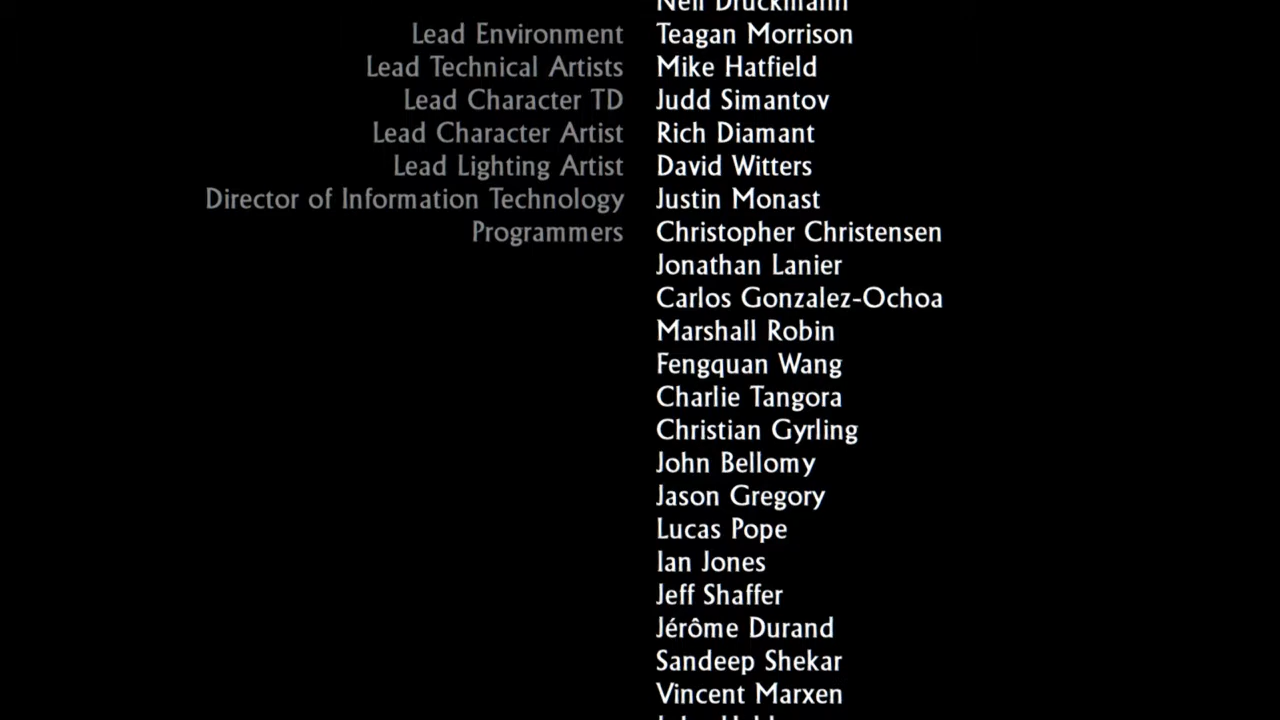 Neil Druckmann
Lead Environment Teagan Morrison
Lead Technical Artists Mike Hatfield
Lead Character TD Judd Simantov
Lead Character Artist Rich Diamant
Lead Lighting Artist David Witters
Director of Information Technology Justin Monast
Programmers Christopher Christensen
Jonathan Lanier
Carlos Gonzalez-Ochoa
Marshall Robin
Fengquan Wang
Charlie Tangora
Christian Gyrling
John Bellomy
Jason Gregory
Lucas Pope
Ian Jones
Jeff Shaffer
Jérôme Durand
Sandeep Shekar
Vincent Marxen